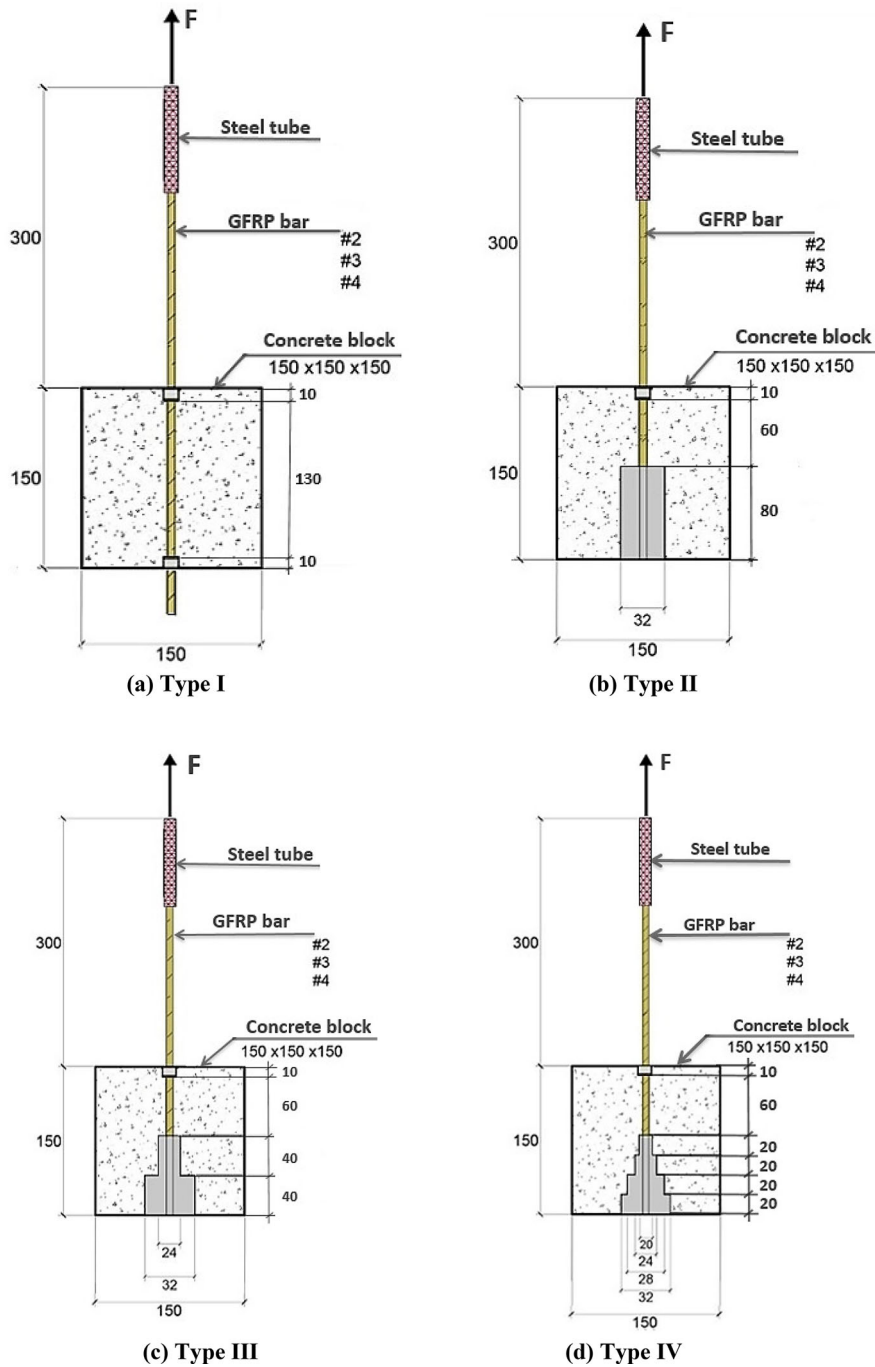 F
Steel tube
GFRP bar
#2
#3
#4
300
Concrete block
150 x150 x150
10
150
130
10
150
(a) Type I
F
Steel tube
GFRP bar
#2
#3
#4
300
Concrete block
150 x150 x150
10
60
150
80
32
150
(b) Type II
F
Steel tube
GFRP bar
#2
#3
#4
300
Concrete block
150 x150 x150
10
60
150
40
40
24
32
150
(c) Type III
F
Steel tube
GFRP bar
#2
#3
#4
300
Concrete block
150 x150 x150
10
60
150
20
20
20
20
24
28
32
150
(d) Type IV